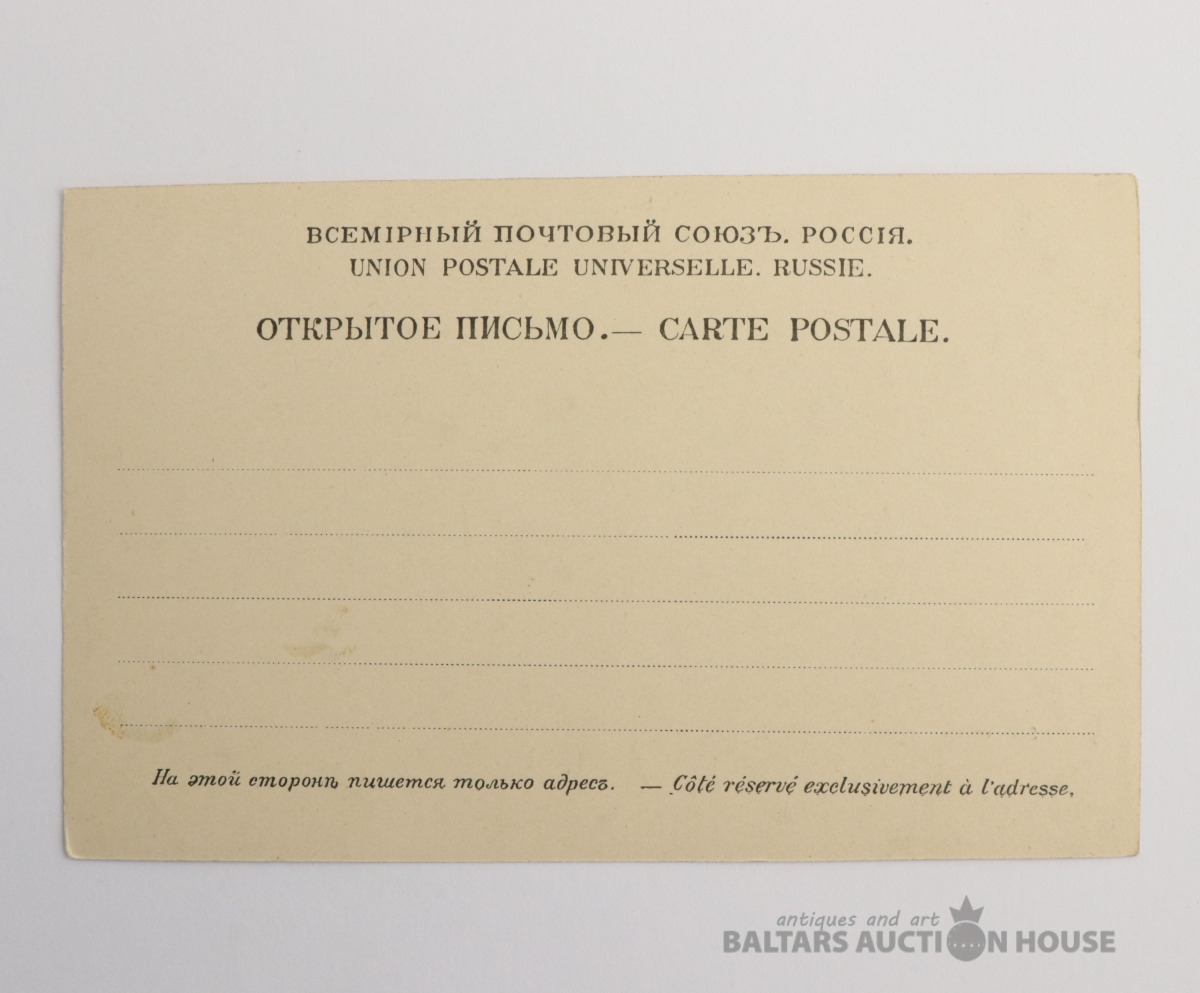 ВСЕМІРНЫЙ ПОЧТОВЫЙ СОЮЗЪ. РОССІЯ.
UNION POSTALE UNIVERSELLE. RUSSIE.
ОТКРЫТОЕ ПИСЬМО.— CARTE POSTALE.
На этой сторонѣ пишется только адресъ. — Côté réservé exclusivement à l'adresse.
antiques and art
BALTARS AUCTION HOUSE